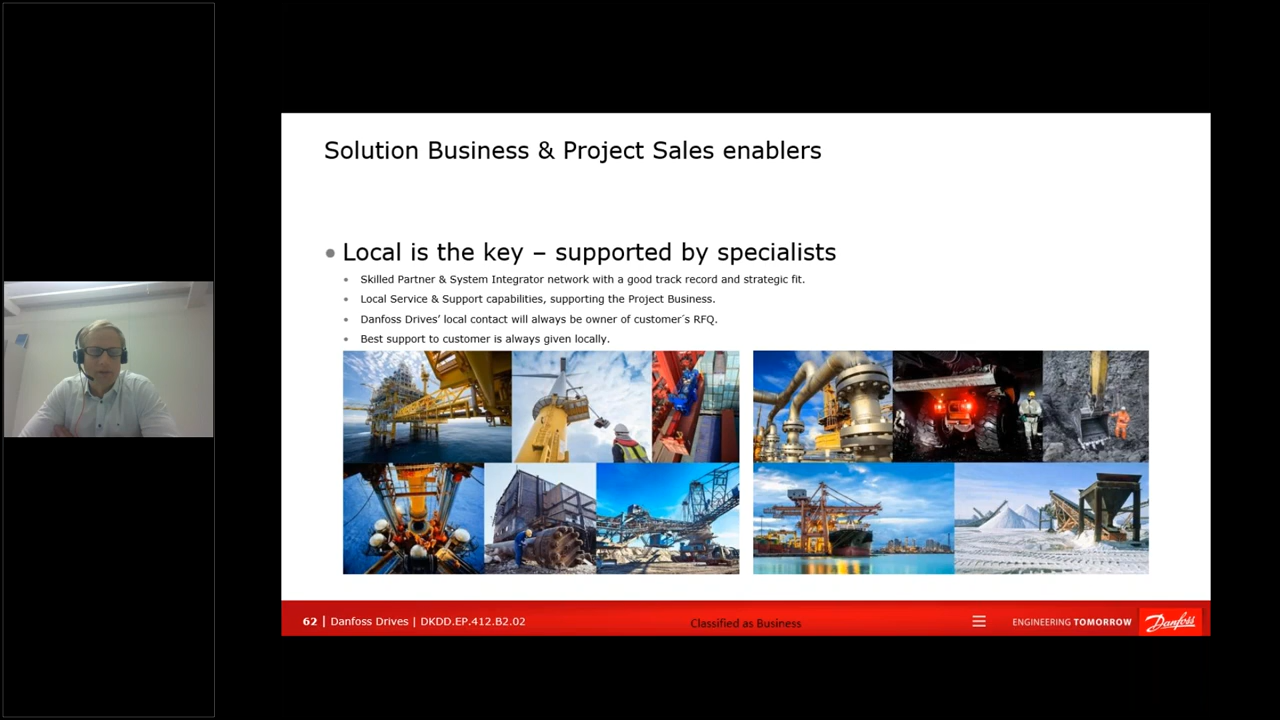 Solution Business & Project Sales enablers
Local is the key – supported by specialists
Skilled Partner & System Integrator network with a good track record and strategic fit.
Local Service & Support capabilities, supporting the Project Business.
Danfoss Drives’ local contact will always be owner of customer´s RFQ.
Best support to customer is always given locally.
62 | Danfoss Drives | DKDD.EP.412.B2.02
Classified as Business
ENGINEERING TOMORROW
Danfoss